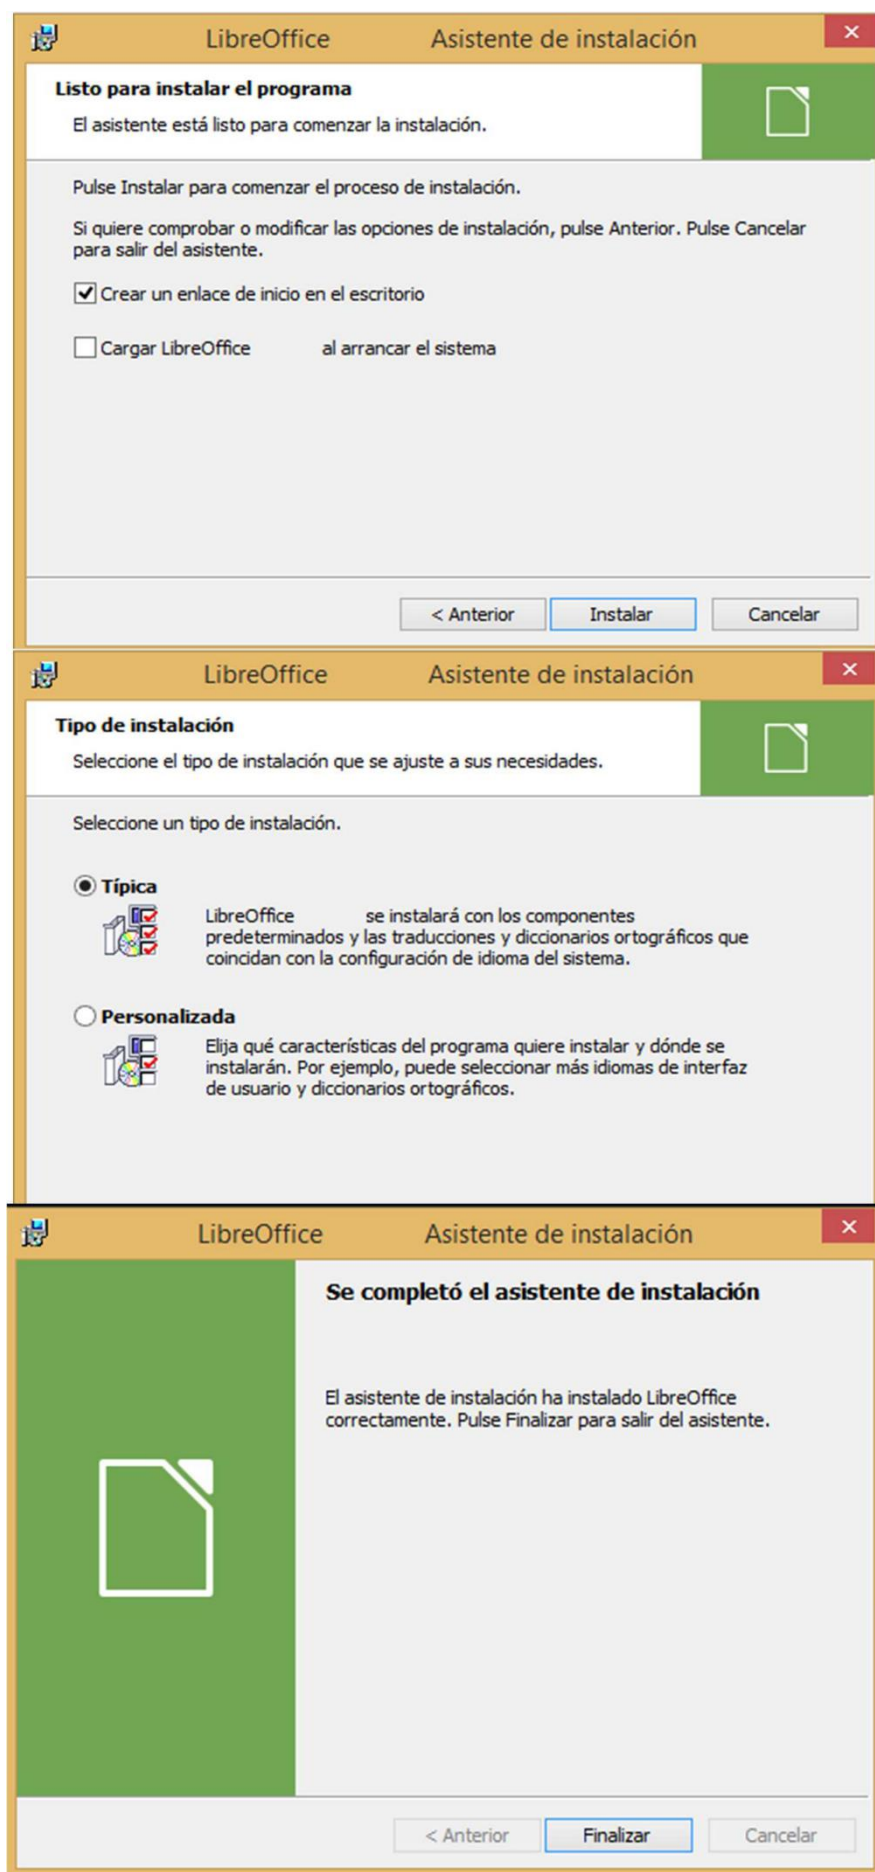 LibreOffice Asistente de instalación
Listo para instalar el programa
El asistente está listo para comenzar la instalación.
Pulse Instalar para comenzar el proceso de instalación.
Si quiere comprobar o modificar las opciones de instalación, pulse Anterior. Pulse Cancelar
para salir del asistente.
Crear un enlace de inicio en el escritorio
Cargar LibreOffice al arrancar el sistema
< Anterior Instalar Cancelar
LibreOffice Asistente de instalación
Tipo de instalación
Seleccione el tipo de instalación que se ajuste a sus necesidades.
Seleccione un tipo de instalación.
Típica
LibreOffice se instalará con los componentes
predeterminados y las traducciones y diccionarios ortográficos que
coincidan con la configuración de idioma del sistema.
Personalizada
Elija qué características del programa quiere instalar y dónde se
instalarán. Por ejemplo, puede seleccionar más idiomas de interfaz
de usuario y diccionarios ortográficos.
LibreOffice Asistente de instalación
Se completó el asistente de instalación
El asistente de instalación ha instalado LibreOffice
correctamente. Pulse Finalizar para salir del asistente.
< Anterior Finalizar Cancelar